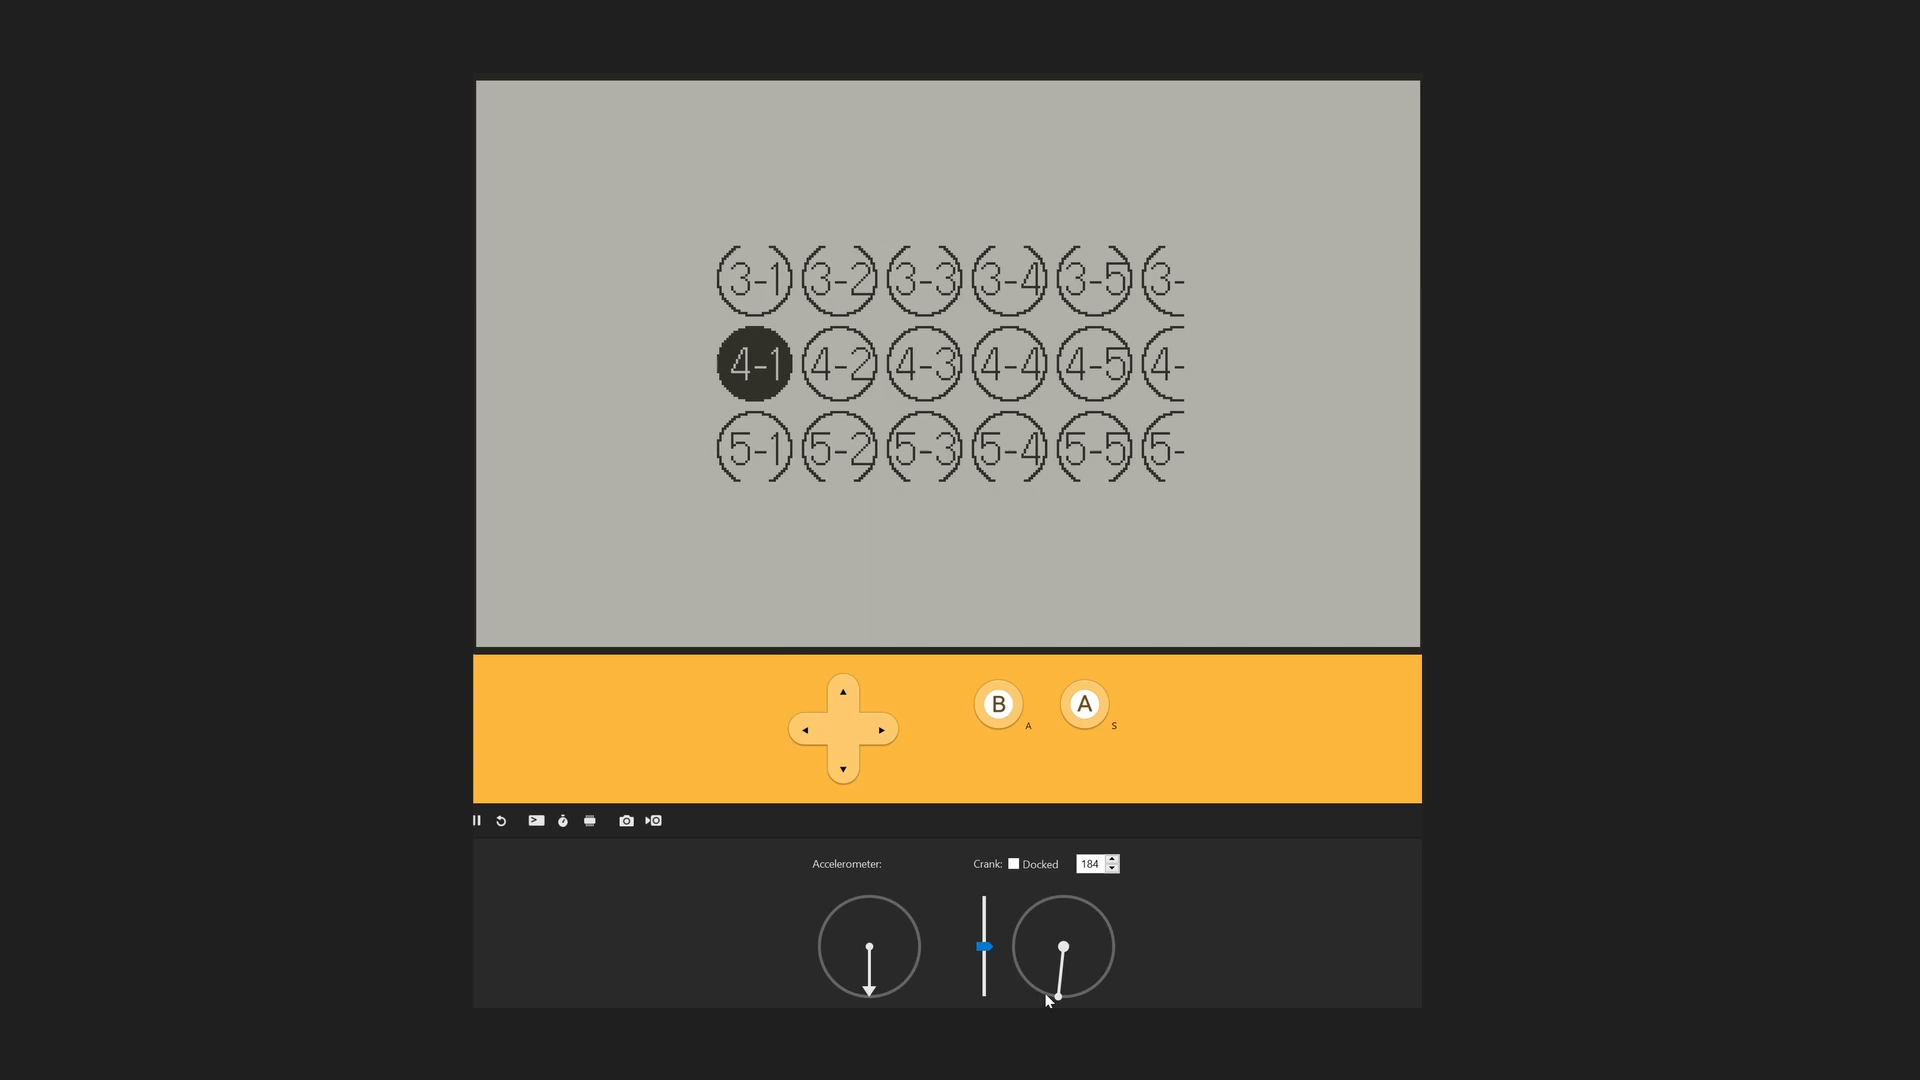 3-1 3-2 3-3 3-4 3-5 3-
4-1 4-2 4-3 4-4 4-5 4-
5-1 5-2 5-3 5-4 5-5 5-
B A
A S
Accelerometer: Crank: Docked 184